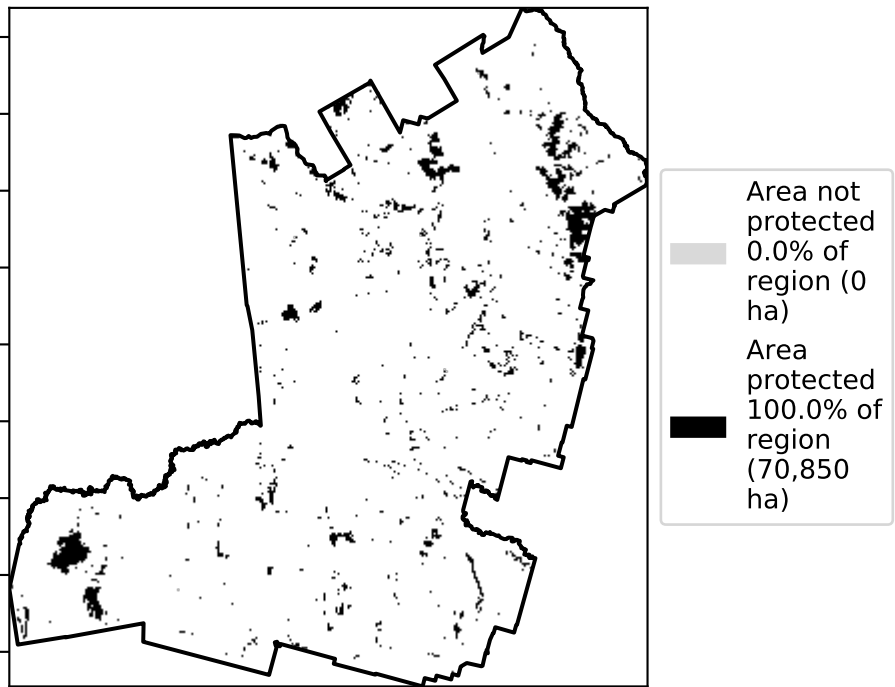 Area not
protected
0.0% of
region (0
ha)
Area
protected
100.0% of
region
(70,850
ha)